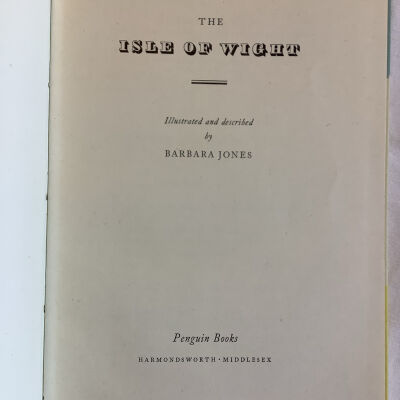 THE
ISLE OF WIGHT
Illustrated and described
by
BARBARA JONES
Penguin Books
HARMONDSWORTH · MIDDLESEX